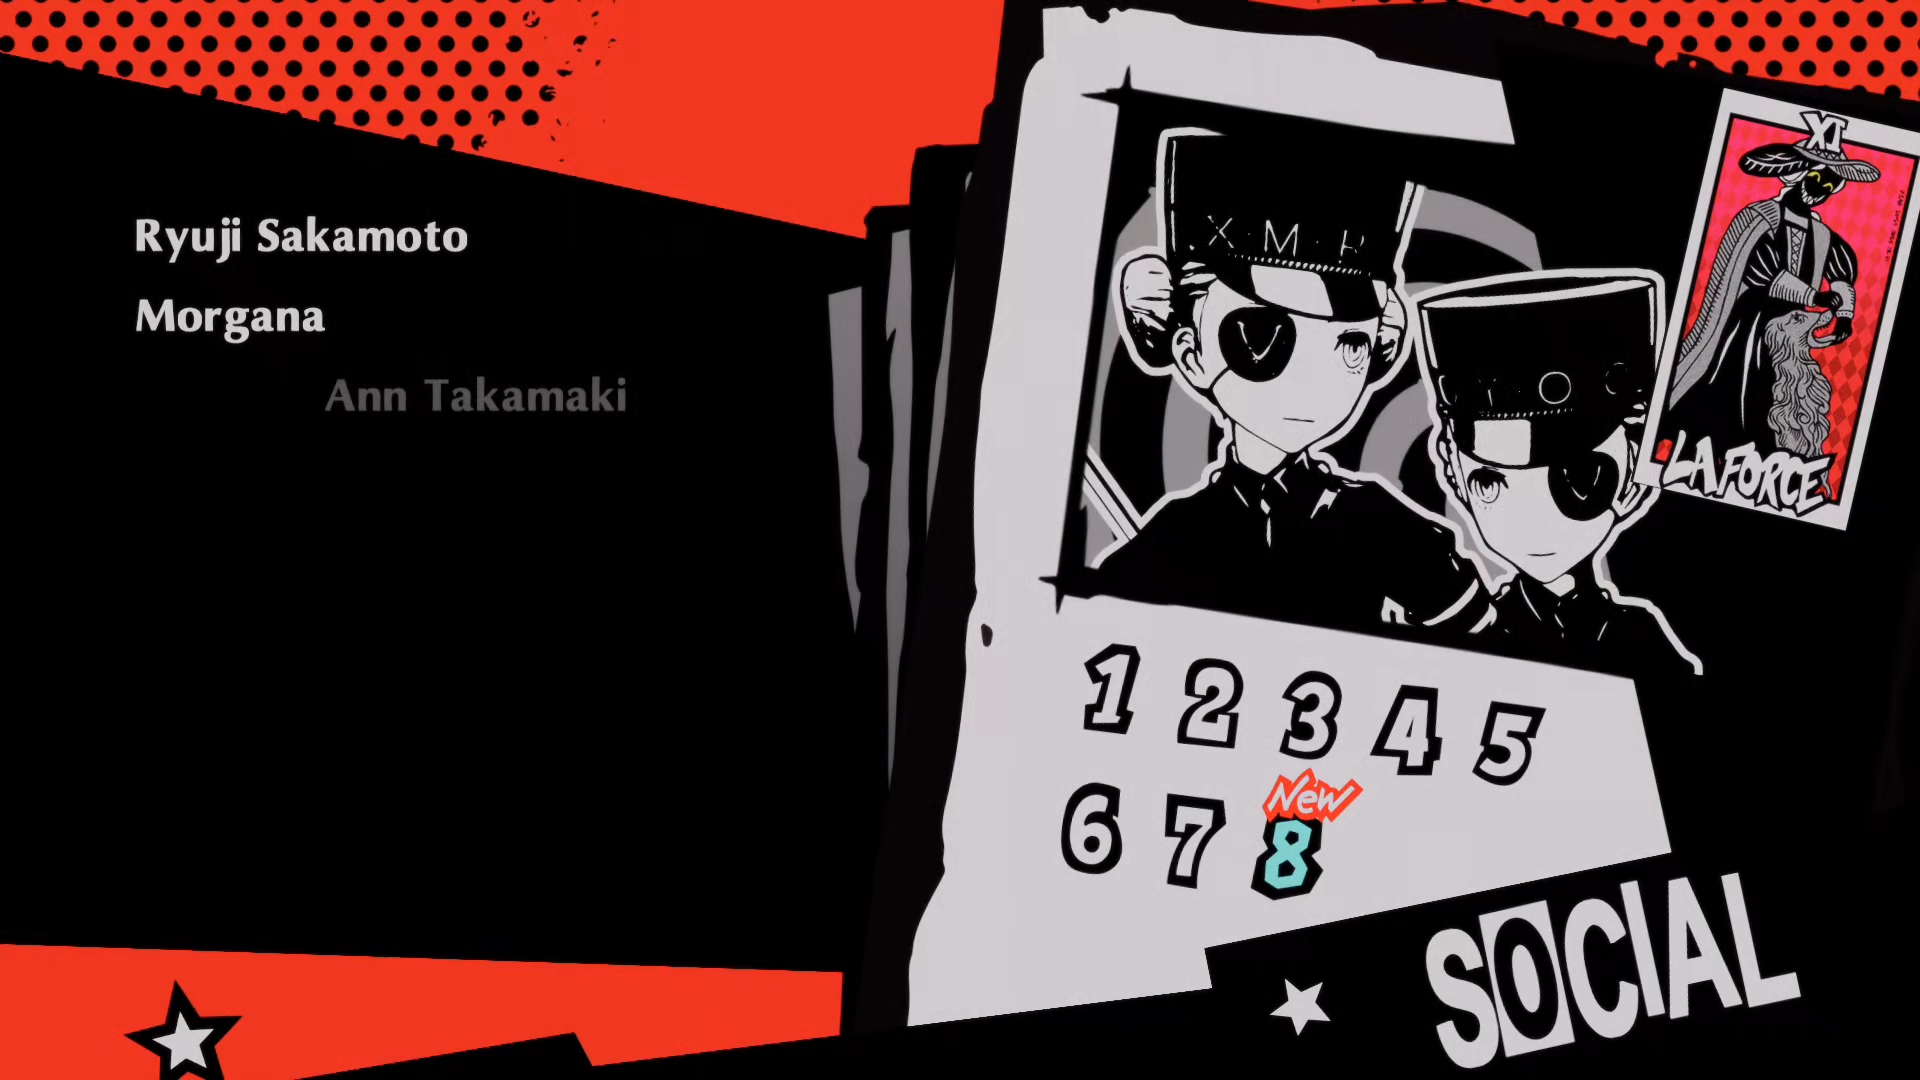 Ryuji Sakamoto
Morgana
Ann Takamaki
XI
LA FORCE
1 2 3 4 5
New
6 7 8
SOCIAL